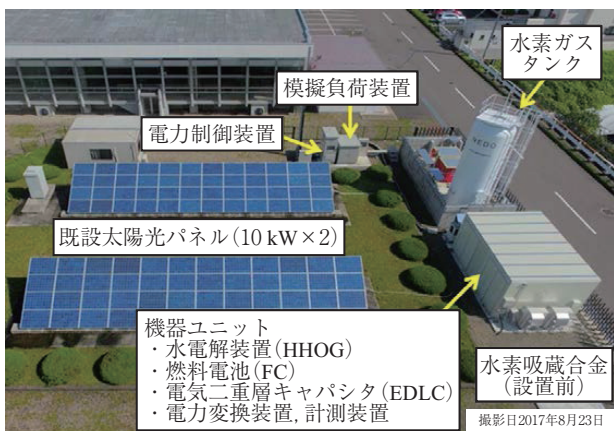 水素ガス
タンク
模擬負荷装置
電力制御装置
NEDO
既設太陽光パネル(10 kW×2)
機器ユニット
・水電解装置(HHOG)
・燃料電池(FC)
・電気二重層キャパシタ(EDLC)
・電力変換装置, 計測装置
水素吸蔵合金
(設置前)
撮影日2017年8月23日